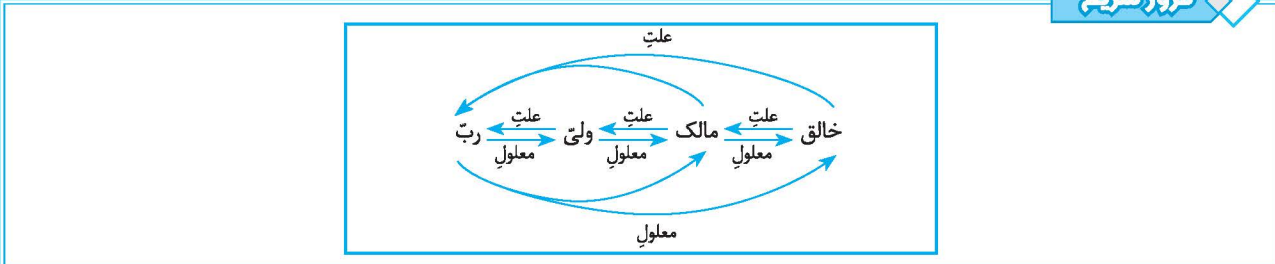 علتِ
خالق علتِ مالک علتِ ولیّ علتِ ربّ
معلولِ معلولِ معلولِ
معلولِ